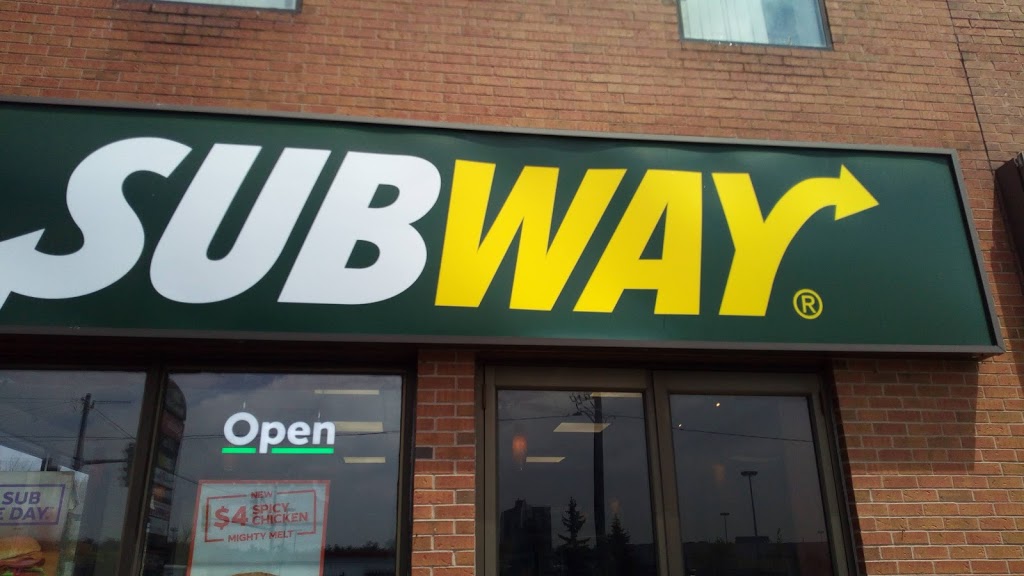 SUBWAY®
Open
SUB
E DAY.
NEW
$4 SPICY
CHICKEN
MIGHTY MELT